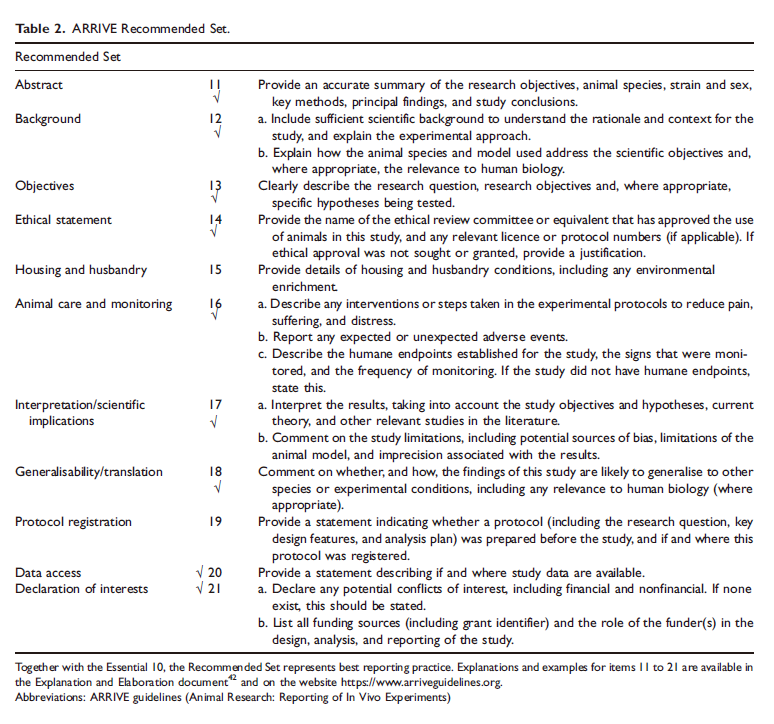 Table 2. ARRIVE Recommended Set.
Recommended Set
Abstract 11 Provide an accurate summary of the research objectives, animal species, strain and sex,
√ key methods, principal findings, and study conclusions.
Background 12 a. Include sufficient scientific background to understand the rationale and context for the
√ study, and explain the experimental approach.
b. Explain how the animal species and model used address the scientific objectives and,
where appropriate, the relevance to human biology.
Objectives 13 Clearly describe the research question, research objectives and, where appropriate,
√ specific hypotheses being tested.
Ethical statement 14 Provide the name of the ethical review committee or equivalent that has approved the use
√ of animals in this study, and any relevant licence or protocol numbers (if applicable). If
ethical approval was not sought or granted, provide a justification.
Housing and husbandry 15 Provide details of housing and husbandry conditions, including any environmental
enrichment.
Animal care and monitoring 16 a. Describe any interventions or steps taken in the experimental protocols to reduce pain,
√ suffering, and distress.
b. Report any expected or unexpected adverse events.
c. Describe the humane endpoints established for the study, the signs that were moni-
tored, and the frequency of monitoring. If the study did not have humane endpoints,
state this.
Interpretation/scientific 17 a. Interpret the results, taking into account the study objectives and hypotheses, current
implications √ theory, and other relevant studies in the literature.
b. Comment on the study limitations, including potential sources of bias, limitations of the
animal model, and imprecision associated with the results.
Generalisability/translation 18 Comment on whether, and how, the findings of this study are likely to generalise to other
√ species or experimental conditions, including any relevance to human biology (where
appropriate).
Protocol registration 19 Provide a statement indicating whether a protocol (including the research question, key
design features, and analysis plan) was prepared before the study, and if and where this
protocol was registered.
Data access √ 20 Provide a statement describing if and where study data are available.
Declaration of interests √ 21 a. Declare any potential conflicts of interest, including financial and nonfinancial. If none
exist, this should be stated.
b. List all funding sources (including grant identifier) and the role of the funder(s) in the
design, analysis, and reporting of the study.
Together with the Essential 10, the Recommended Set represents best reporting practice. Explanations and examples for items 11 to 21 are available in
the Explanation and Elaboration document42 and on the website https://www.arriveguidelines.org.
Abbreviations: ARRIVE guidelines (Animal Research: Reporting of In Vivo Experiments)